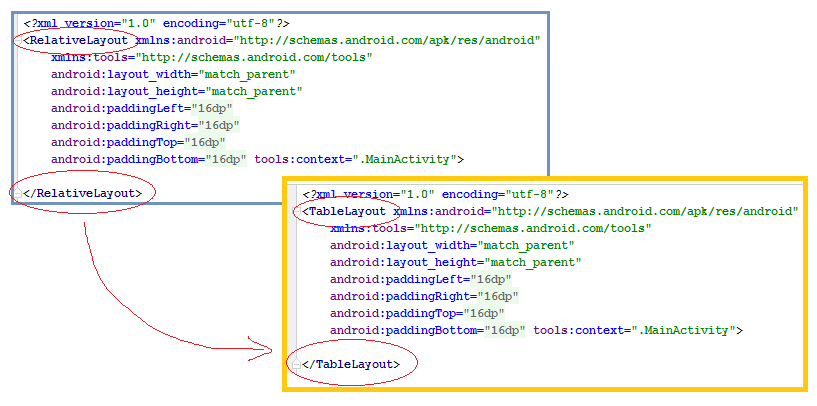 <?xml version="1.0" encoding="utf-8"?>
<RelativeLayout xmlns:android="http://schemas.android.com/apk/res/android"
xmlns:tools="http://schemas.android.com/tools"
android:layout_width="match_parent"
android:layout_height="match_parent"
android:paddingLeft="16dp"
android:paddingRight="16dp"
android:paddingTop="16dp"
android:paddingBottom="16dp" tools:context=".MainActivity">
</RelativeLayout>
<?xml version="1.0" encoding="utf-8"?>
<TableLayout xmlns:android="http://schemas.android.com/apk/res/android"
xmlns:tools="http://schemas.android.com/tools"
android:layout_width="match_parent"
android:layout_height="match_parent"
android:paddingLeft="16dp"
android:paddingRight="16dp"
android:paddingTop="16dp"
android:paddingBottom="16dp" tools:context=".MainActivity">
</TableLayout>